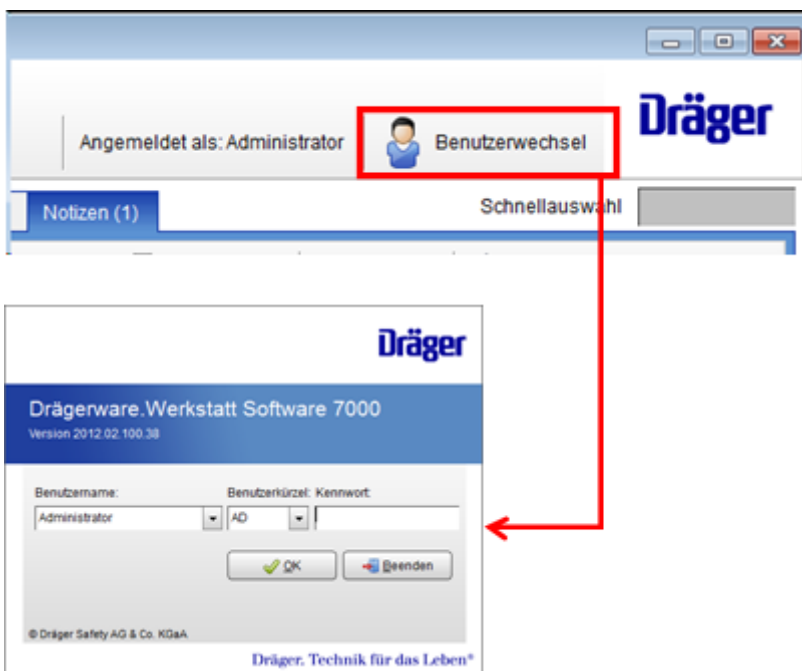 Dräger
Angemeldet als: Administrator Benutzerwechsel
Notizen (1) Schnellauswahl
Dräger
Drägerware.Werkstatt Software 7000
Version 2012.02.100.38
Benutzername: Benutzerkürzel: Kennwort:
Administrator AD
OK Beenden
© Dräger Safety AG & Co. KGaA
Dräger. Technik für das Leben®